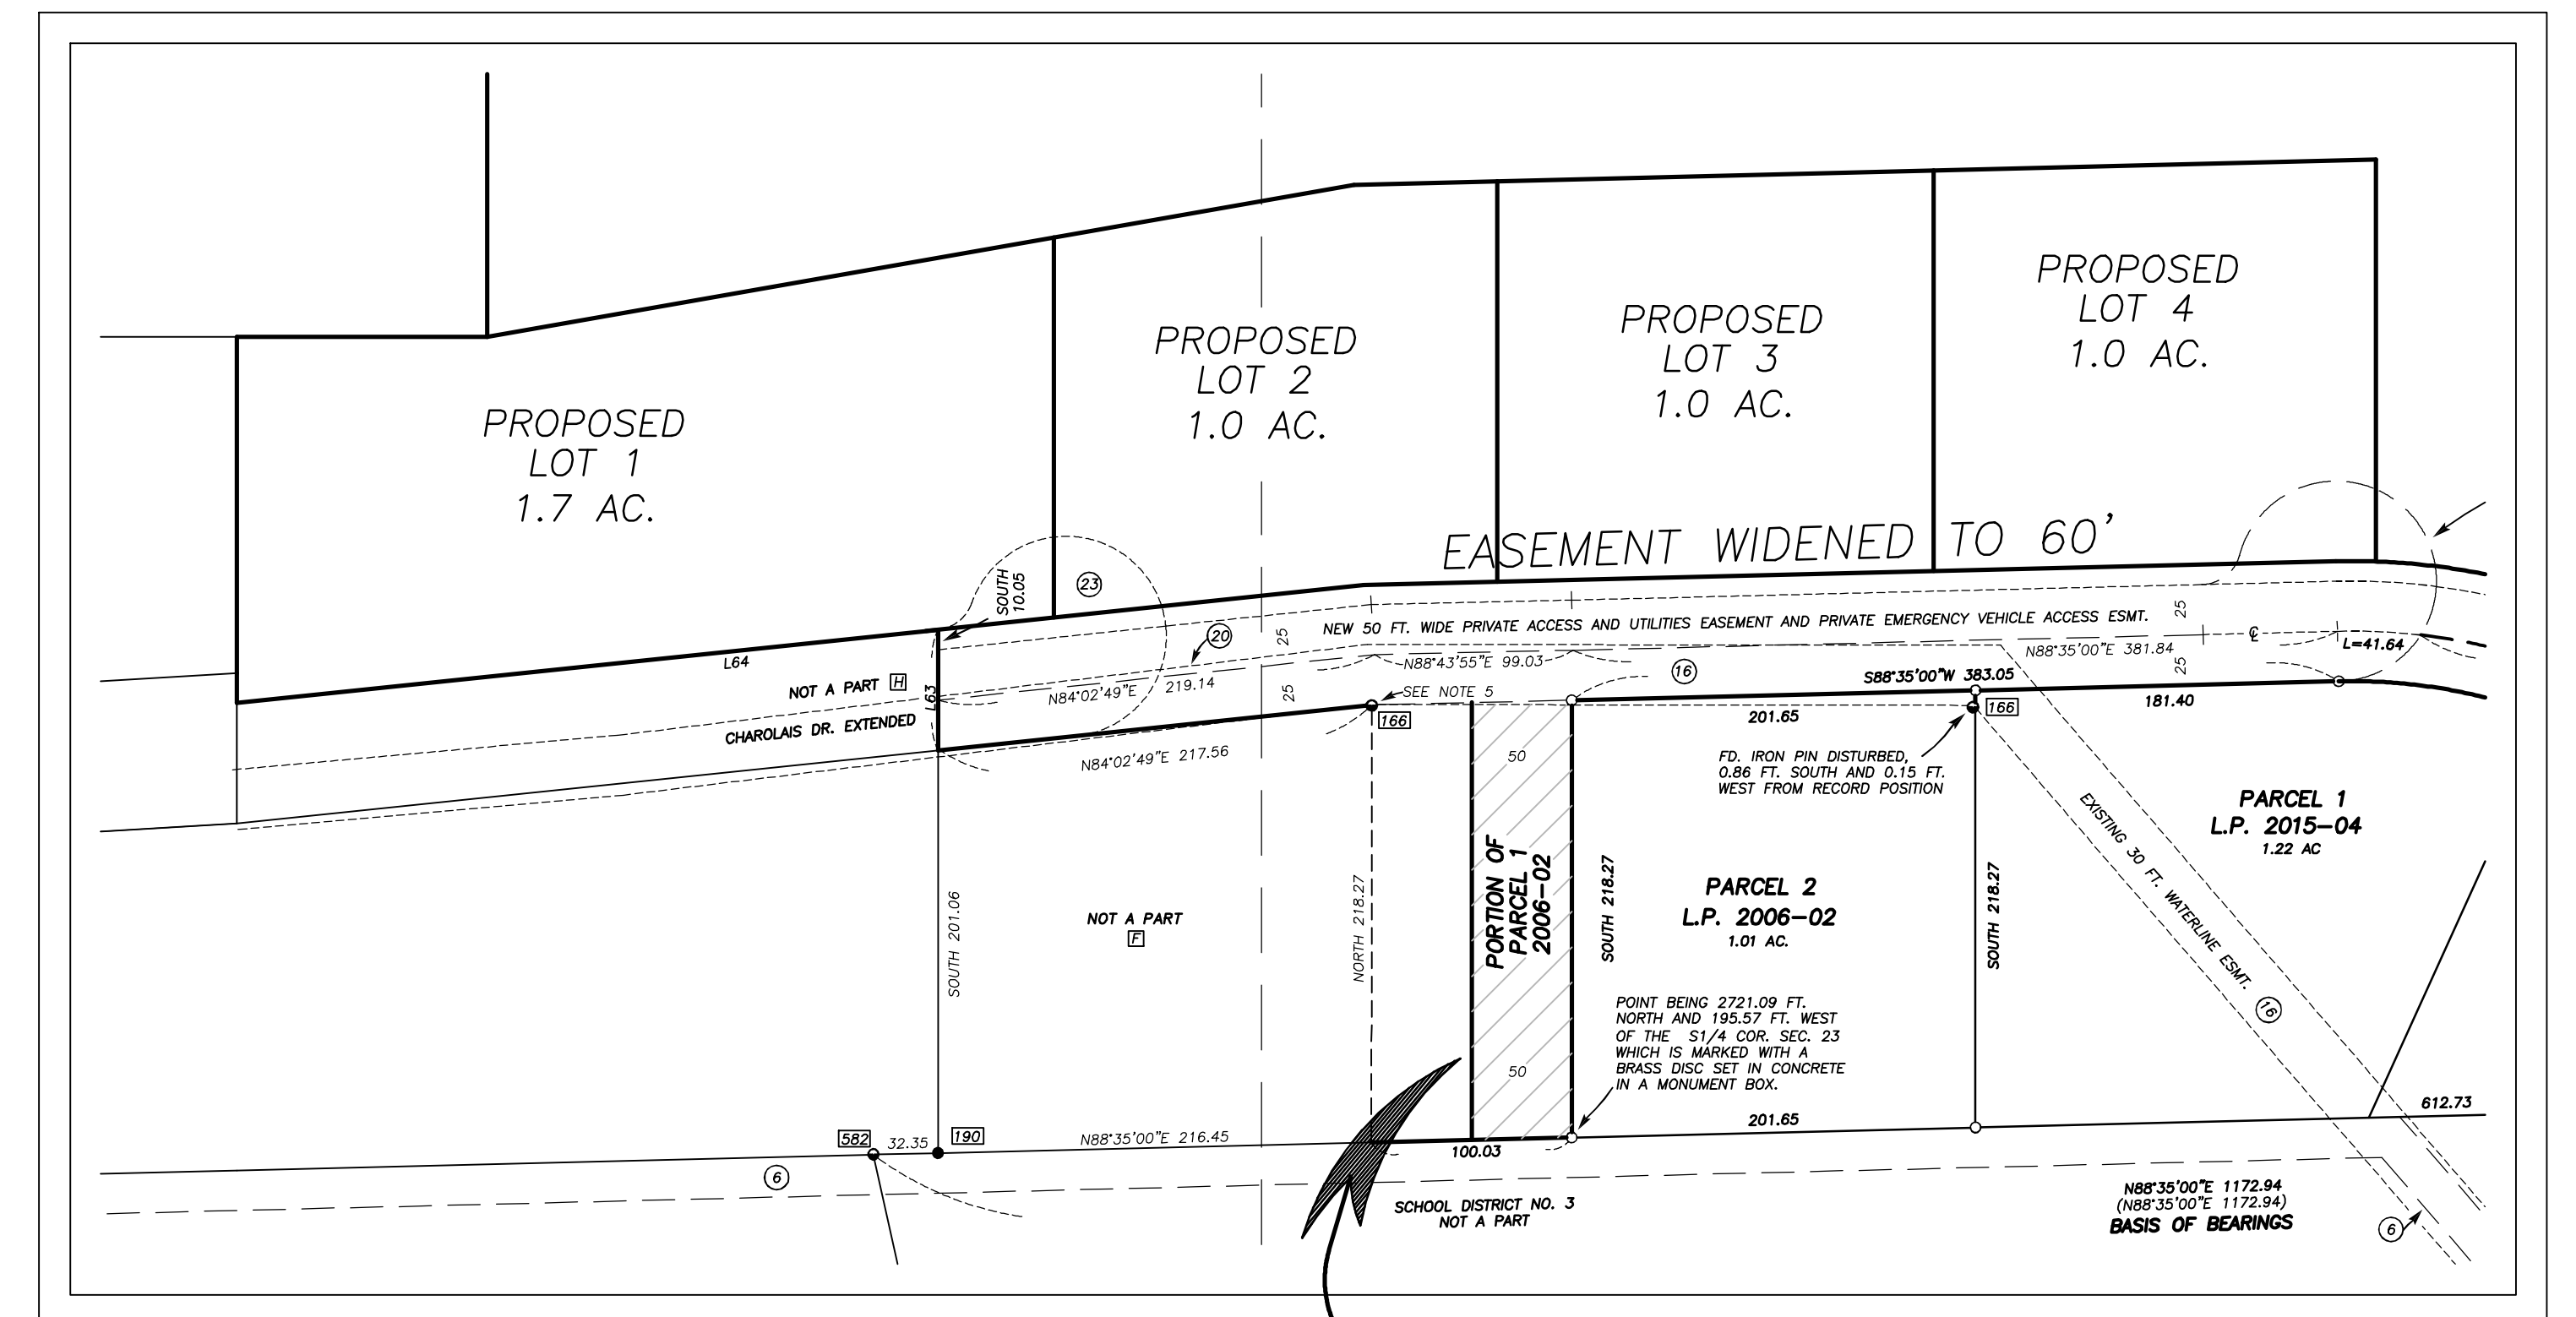 PROPOSED
LOT 1
1.7 AC.
PROPOSED
LOT 2
1.0 AC.
PROPOSED
LOT 3
1.0 AC.
PROPOSED
LOT 4
1.0 AC.
EASEMENT WIDENED TO 60'
SOUTH
10.05
23
20
25
NEW 50 FT. WIDE PRIVATE ACCESS AND UTILITIES EASEMENT AND PRIVATE EMERGENCY VEHICLE ACCESS ESMT.
25
℄
L=41.64
L64
NOT A PART H
L63
CHAROLAIS DR. EXTENDED
N84°02'49"E 219.14
25
N88°43'55"E 99.03
16
N88°35'00"E 381.84
25
S88°35'00"W 383.05
SEE NOTE 5
166
201.65
166
181.40
N84°02'49"E 217.56
50
FD. IRON PIN DISTURBED,
0.86 FT. SOUTH AND 0.15 FT.
WEST FROM RECORD POSITION
EXISTING 30 FT. WATERLINE ESMT.
16
PARCEL 1
L.P. 2015-04
1.22 AC
SOUTH 201.06
NOT A PART
F
NORTH 218.27
PORTION OF
PARCEL 1
2006-02
SOUTH 218.27
PARCEL 2
L.P. 2006-02
1.01 AC.
SOUTH 218.27
50
POINT BEING 2721.09 FT.
NORTH AND 195.57 FT. WEST
OF THE S1/4 COR. SEC. 23
WHICH IS MARKED WITH A
BRASS DISC SET IN CONCRETE
IN A MONUMENT BOX.
582
32.35
190
N88°35'00"E 216.45
100.03
201.65
612.73
6
SCHOOL DISTRICT NO. 3
NOT A PART
N88°35'00"E 1172.94
(N88°35'00"E 1172.94)
BASIS OF BEARINGS
6